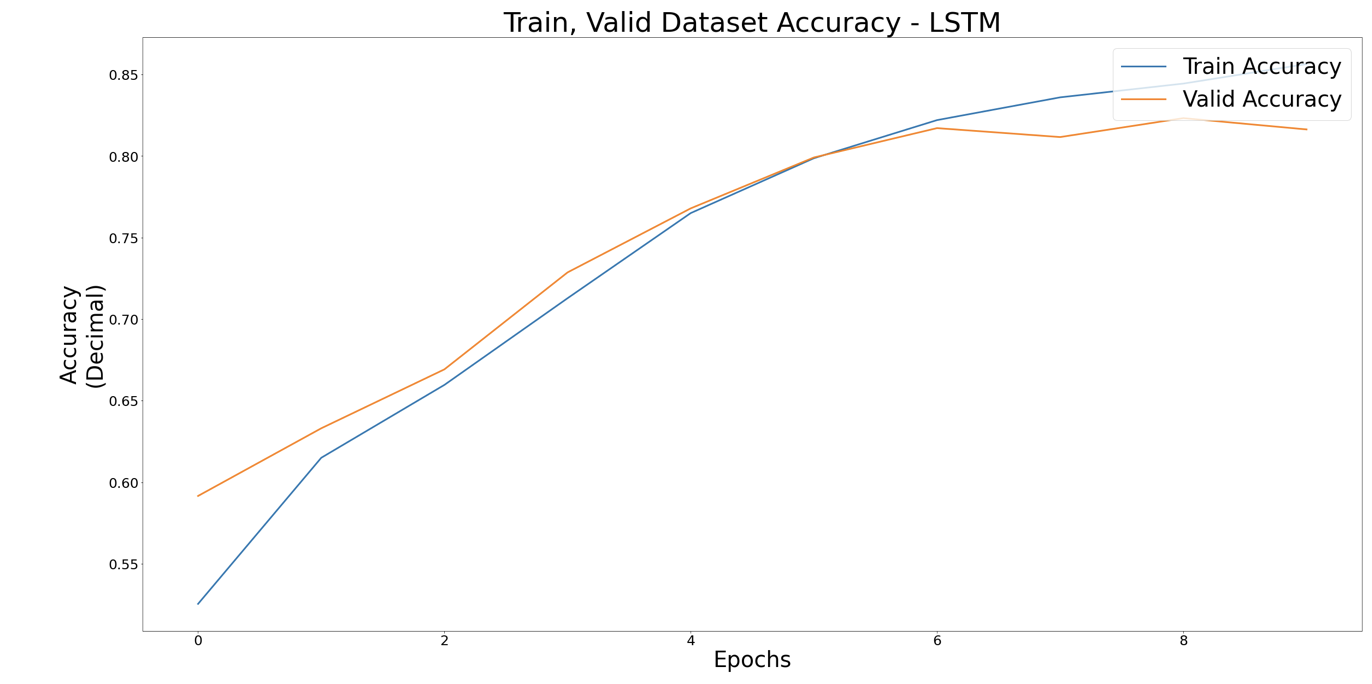 Train, Valid Dataset Accuracy - LSTM
Train Accuracy
Valid Accuracy
0.85
0.80
0.75
0.70
0.65
0.60
0.55
Accuracy
(Decimal)
0 2 4 6 8
Epochs